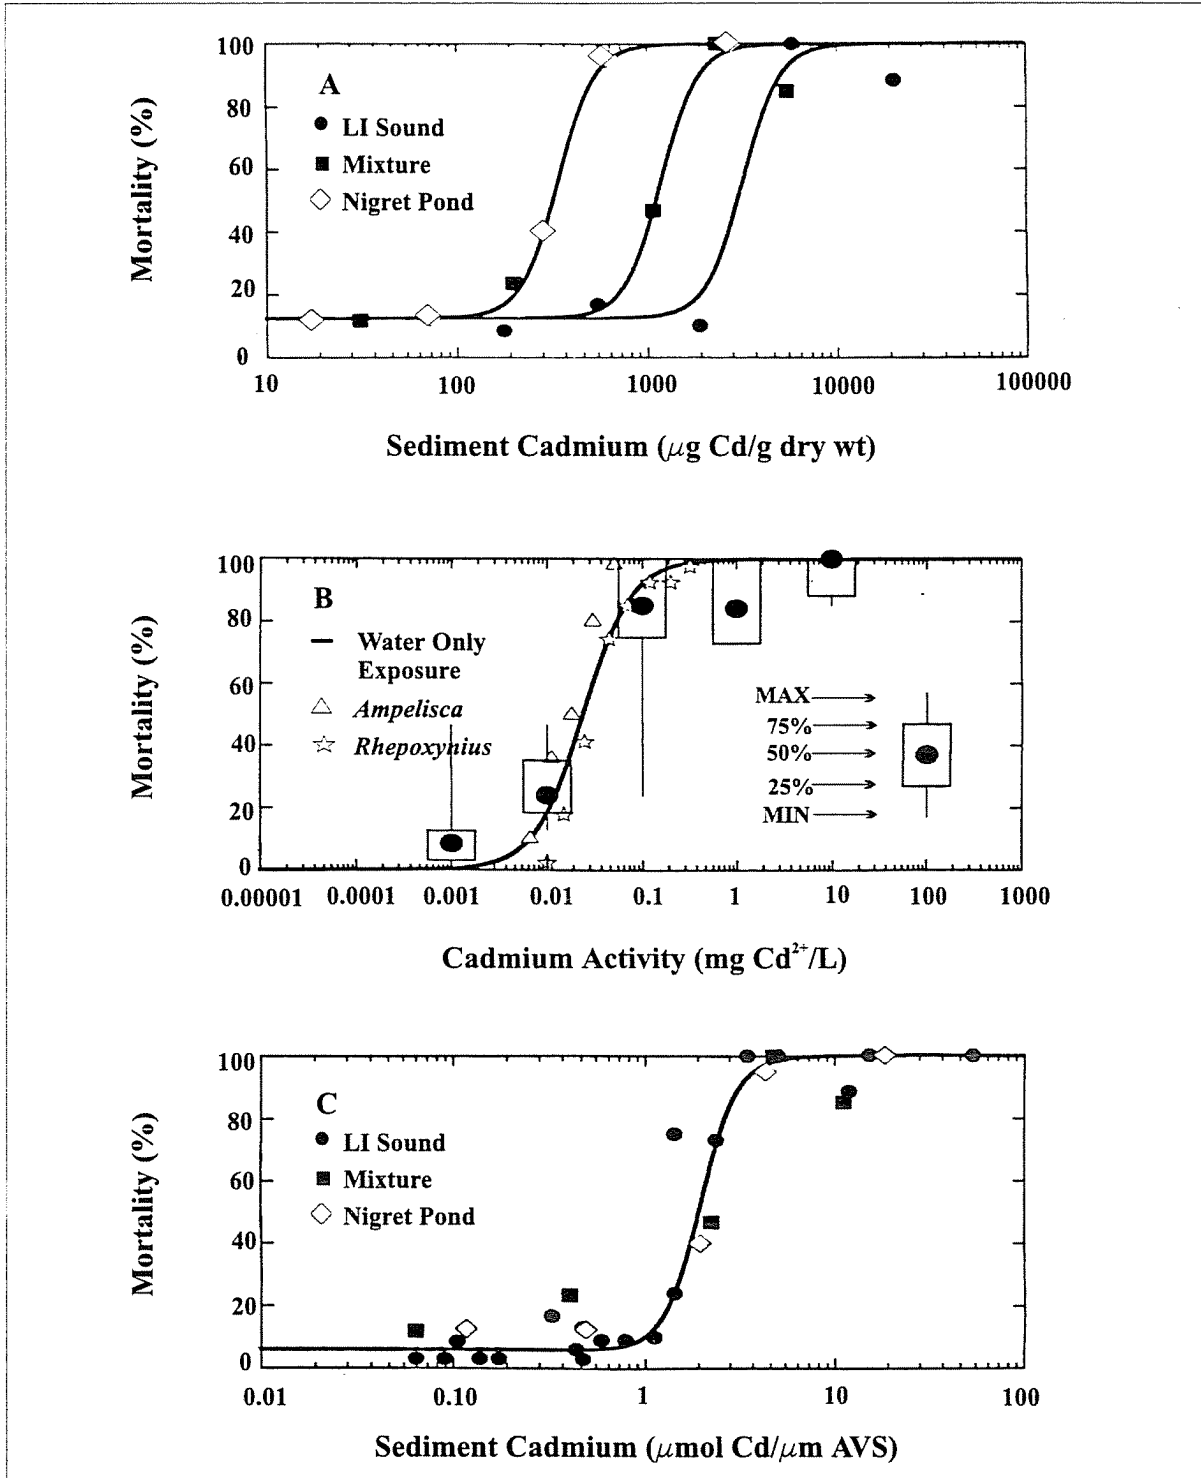 100
80
60
40
20
0
Mortality (%)
A
LI Sound
Mixture
Nigret Pond
10 100 1000 10000 100000
Sediment Cadmium (μg Cd/g dry wt)
100
80
60
40
20
0
Mortality (%)
B
Water Only
Exposure
Ampelisca
Rhepoxynius
MAX
75%
50%
25%
MIN
0.00001 0.0001 0.001 0.01 0.1 1 10 100 1000
Cadmium Activity (mg Cd²⁺/L)
100
80
60
40
20
0
Mortality (%)
C
LI Sound
Mixture
Nigret Pond
0.01 0.10 1 10 100
Sediment Cadmium (μmol Cd/μm AVS)